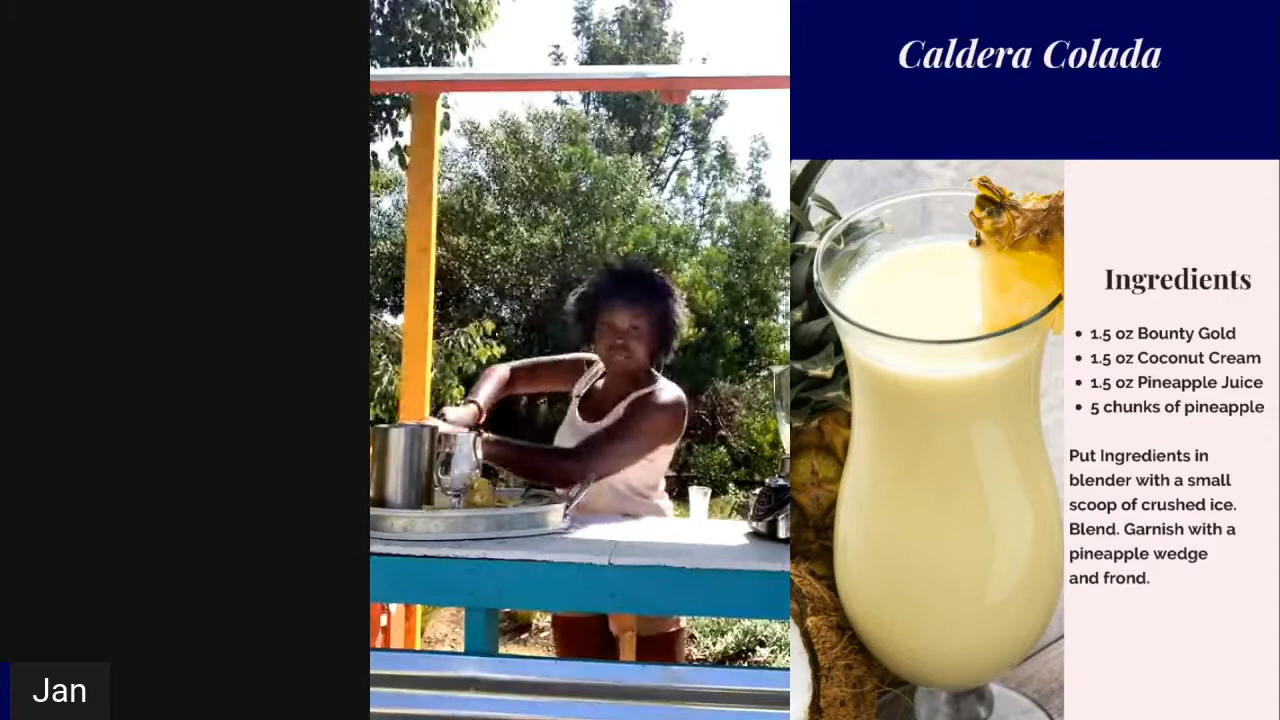 Caldera Colada
Ingredients
• 1.5 oz Bounty Gold
• 1.5 oz Coconut Cream
• 1.5 oz Pineapple Juice
• 5 chunks of pineapple
Put Ingredients in
blender with a small
scoop of crushed ice.
Blend. Garnish with a
pineapple wedge
and frond.
Jan